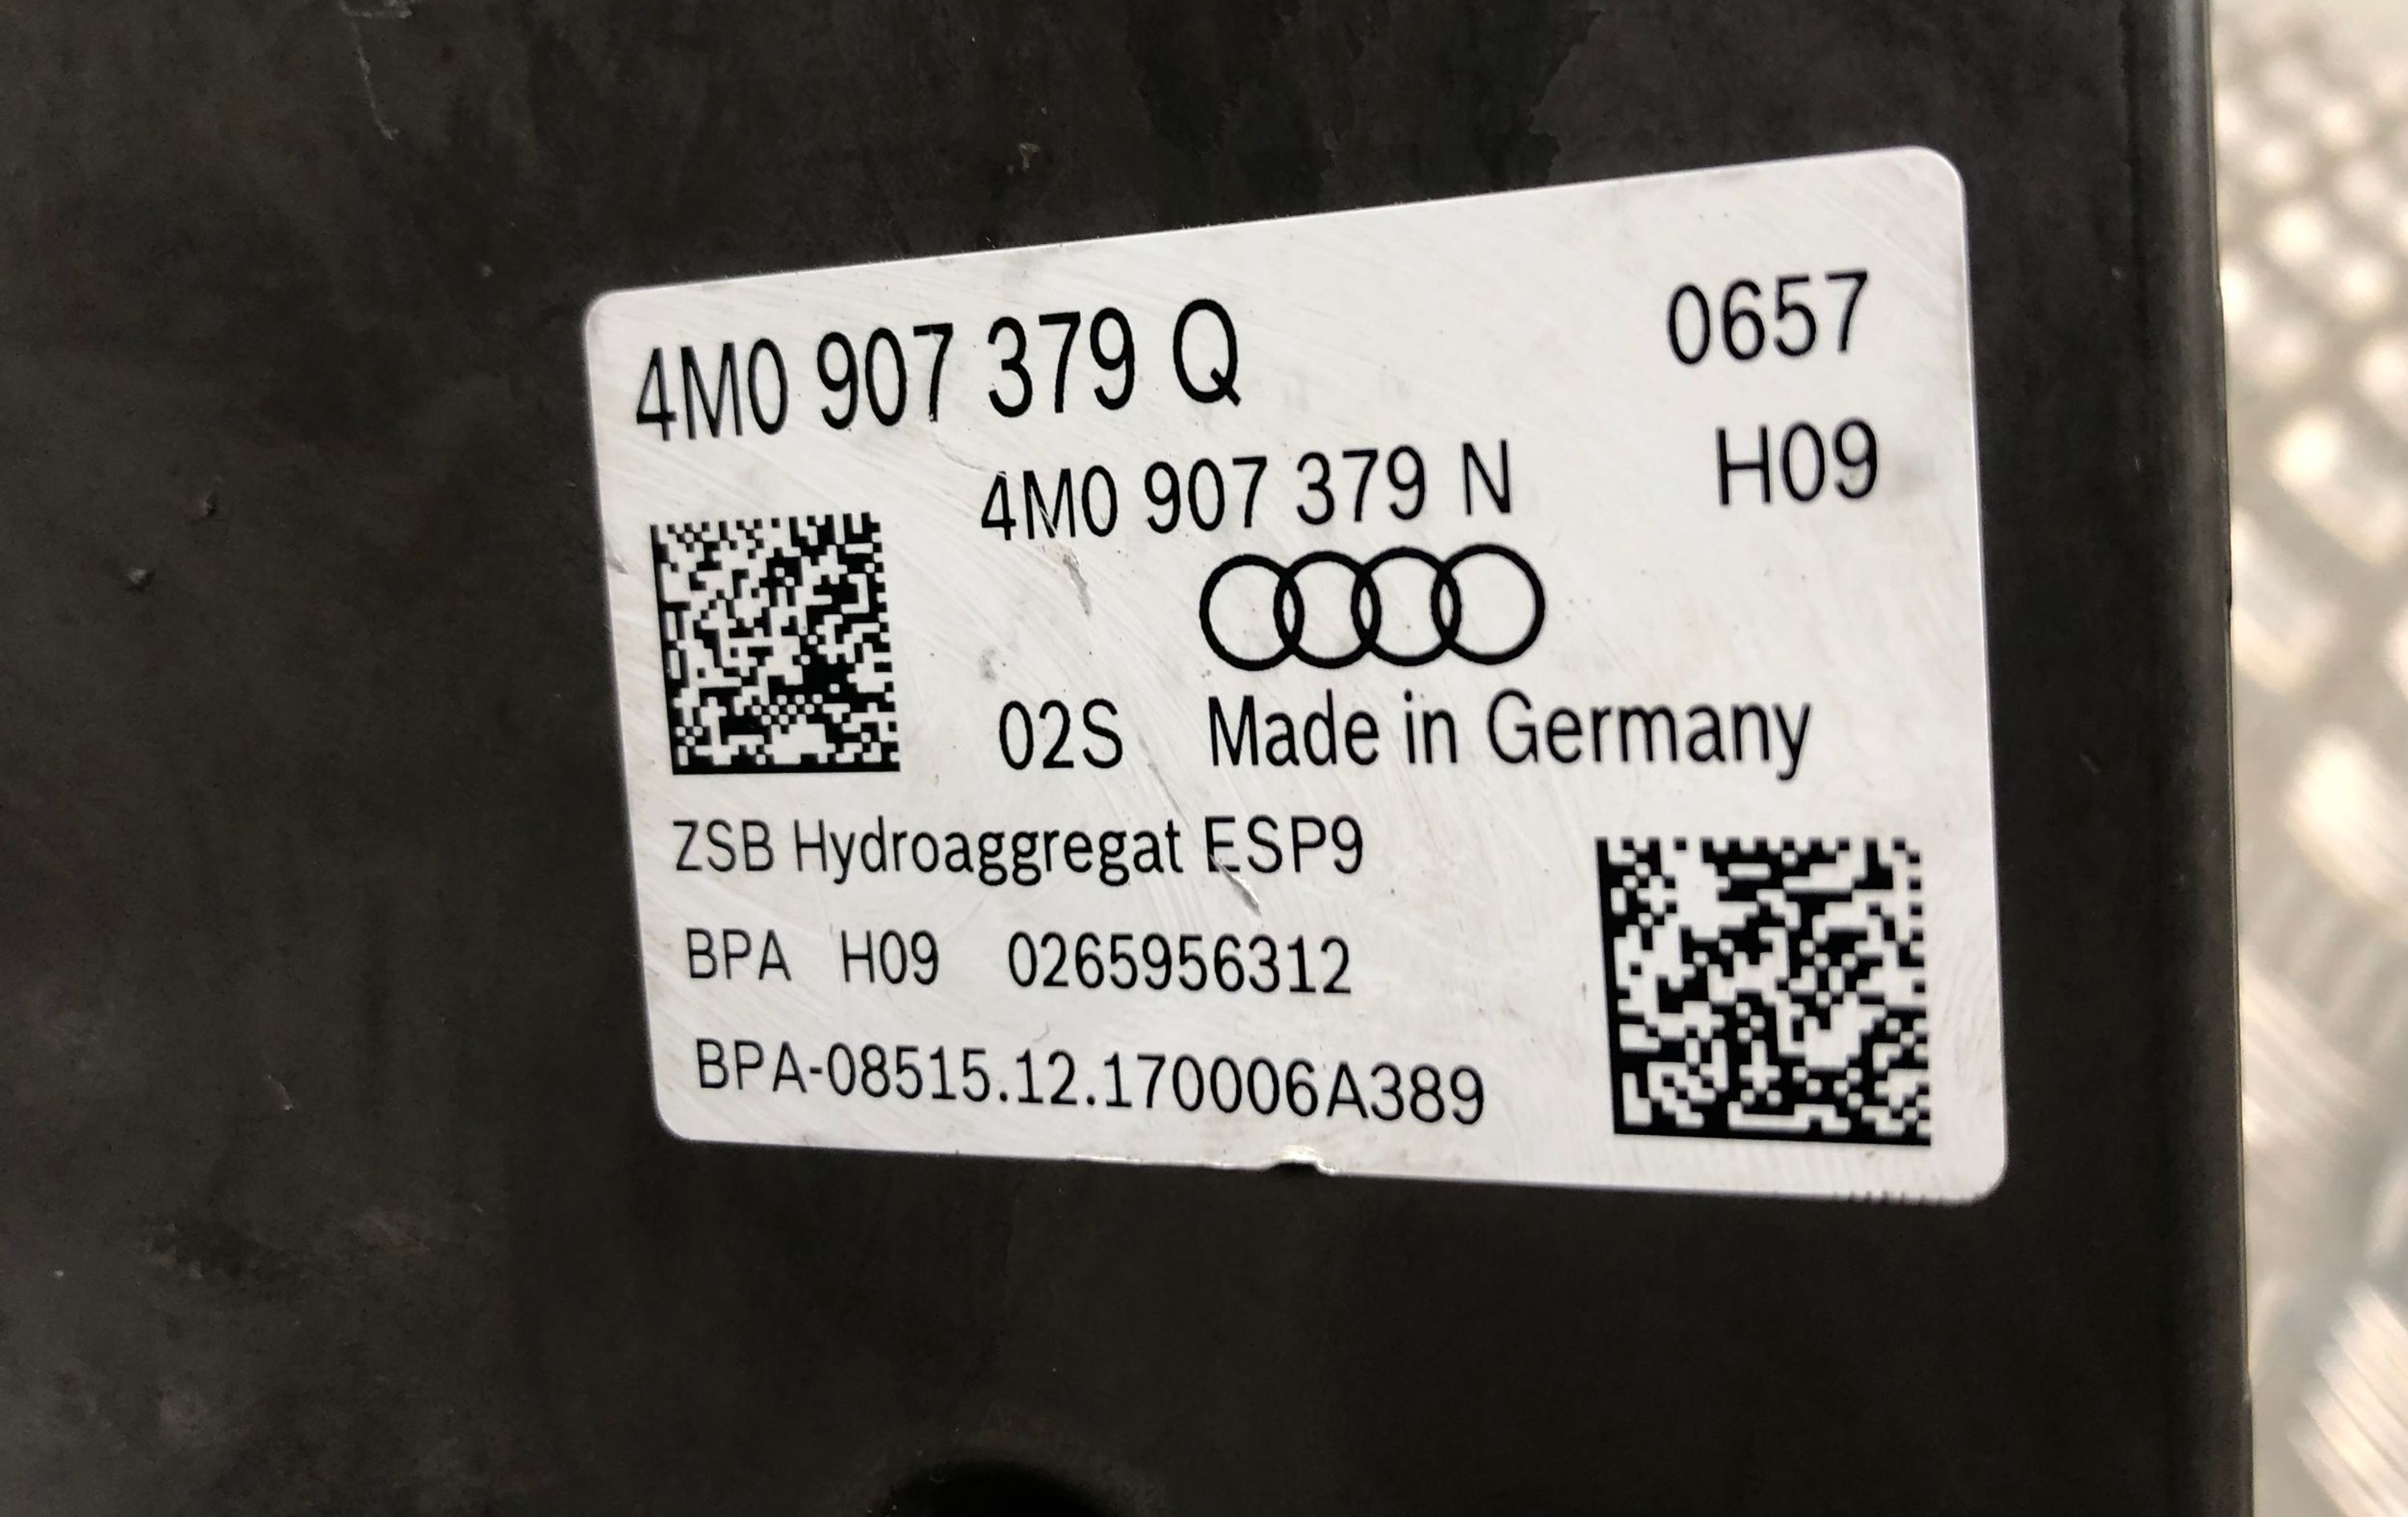 4M0 907 379 Q 0657
4M0 907 379 N H09
02S Made in Germany
ZSB Hydroaggregat ESP9
BPA H09 0265956312
BPA-08515.12.170006A389